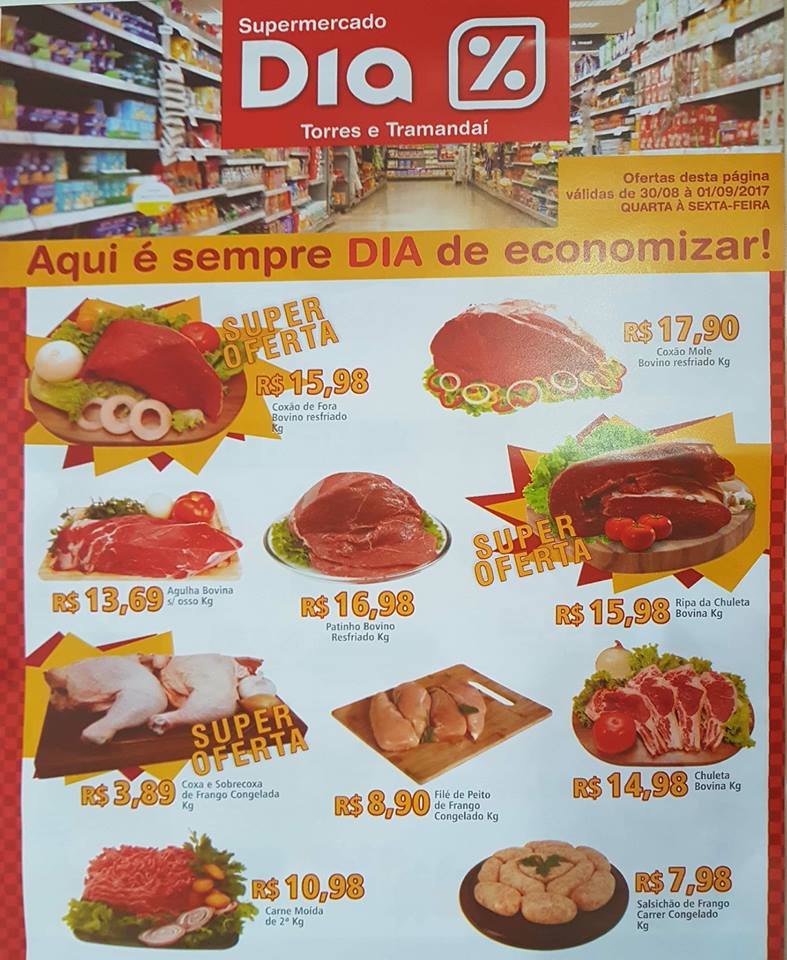 Supermercado
DIA %
Torres e Tramandaí
Ofertas desta página
válidas de 30/08 à 01/09/2017
QUARTA À SEXTA-FEIRA
Aqui é sempre DIA de economizar!
SUPER
OFERTA
R$ 15,98
Coxão de Fora
Bovino resfriado
Kg
R$ 17,90
Coxão Mole
Bovino resfriado Kg
R$ 13,69
Agulha Bovina
s/ osso Kg
R$ 16,98
Patinho Bovino
Resfriado Kg
SUPER
OFERTA
R$ 15,98
Ripa da Chuleta
Bovina Kg
SUPER
OFERTA
R$ 3,89
Coxa e Sobrecoxa
de Frango Congelada
Kg
R$ 8,90
Filé de Peito
de Frango
Congelado Kg
R$ 14,98
Chuleta
Bovina Kg
R$ 10,98
Carne Moída
de 2ª Kg
R$ 7,98
Salsichão de Frango
Carrer Congelado
Kg